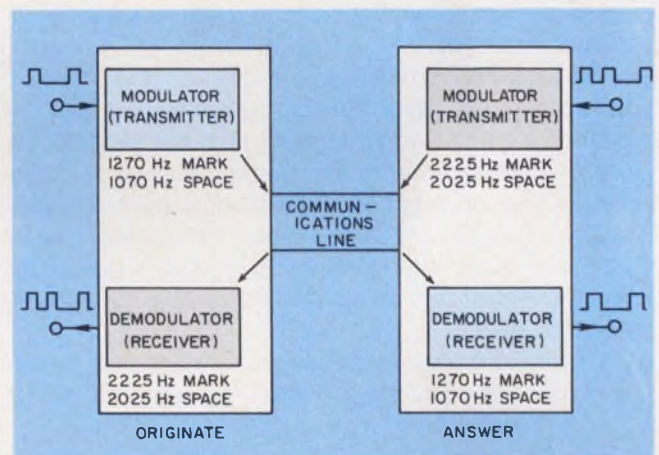 MODULATOR
(TRANSMITTER)
1270 Hz MARK
1070 Hz SPACE
MODULATOR
(TRANSMITTER)
2225 Hz MARK
2025 Hz SPACE
COMMUN-
ICATIONS
LINE
DEMODULATOR
(RECEIVER)
2225 Hz MARK
2025 Hz SPACE
ORIGINATE
DEMODULATOR
(RECEIVER)
1270 Hz MARK
1070 Hz SPACE
ANSWER